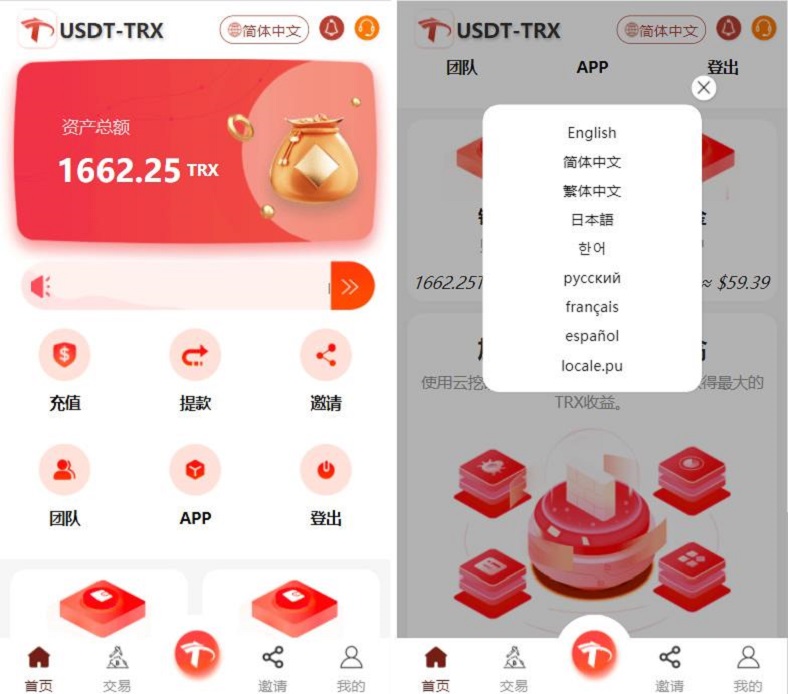 USDT-TRX
简体中文
资产总额
1662.25 TRX
充值
提款
邀请
团队
APP
登出
首页
交易
邀请
我的
USDT-TRX
简体中文
团队
APP
登出
English
简体中文
繁体中文
日本語
한어
русский
français
español
locale.pu
1662.25T
≈ $59.39
使用云挖
得最大的
TRX收益。
首页
交易
邀请
我的